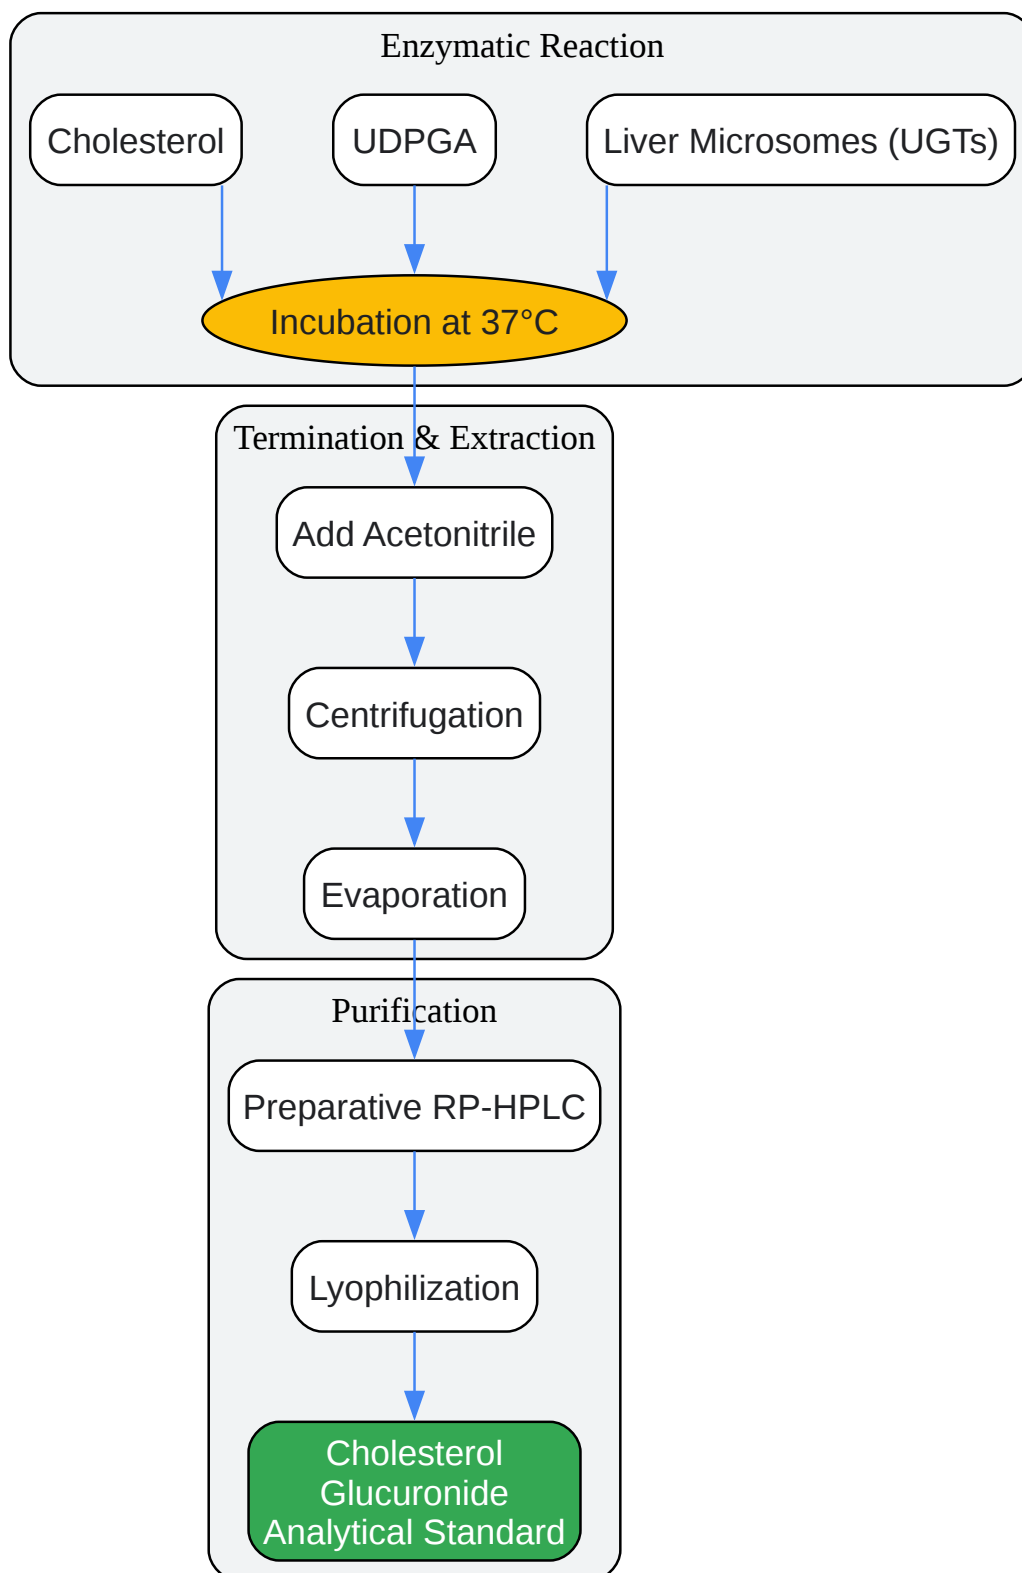 Enzymatic Reaction
Cholesterol
UDPGA
Liver Microsomes (UGTs)
Incubation at 37°C
Termination & Extraction
Add Acetonitrile
Centrifugation
Evaporation
Purification
Preparative RP-HPLC
Lyophilization
Cholesterol
Glucuronide
Analytical Standard